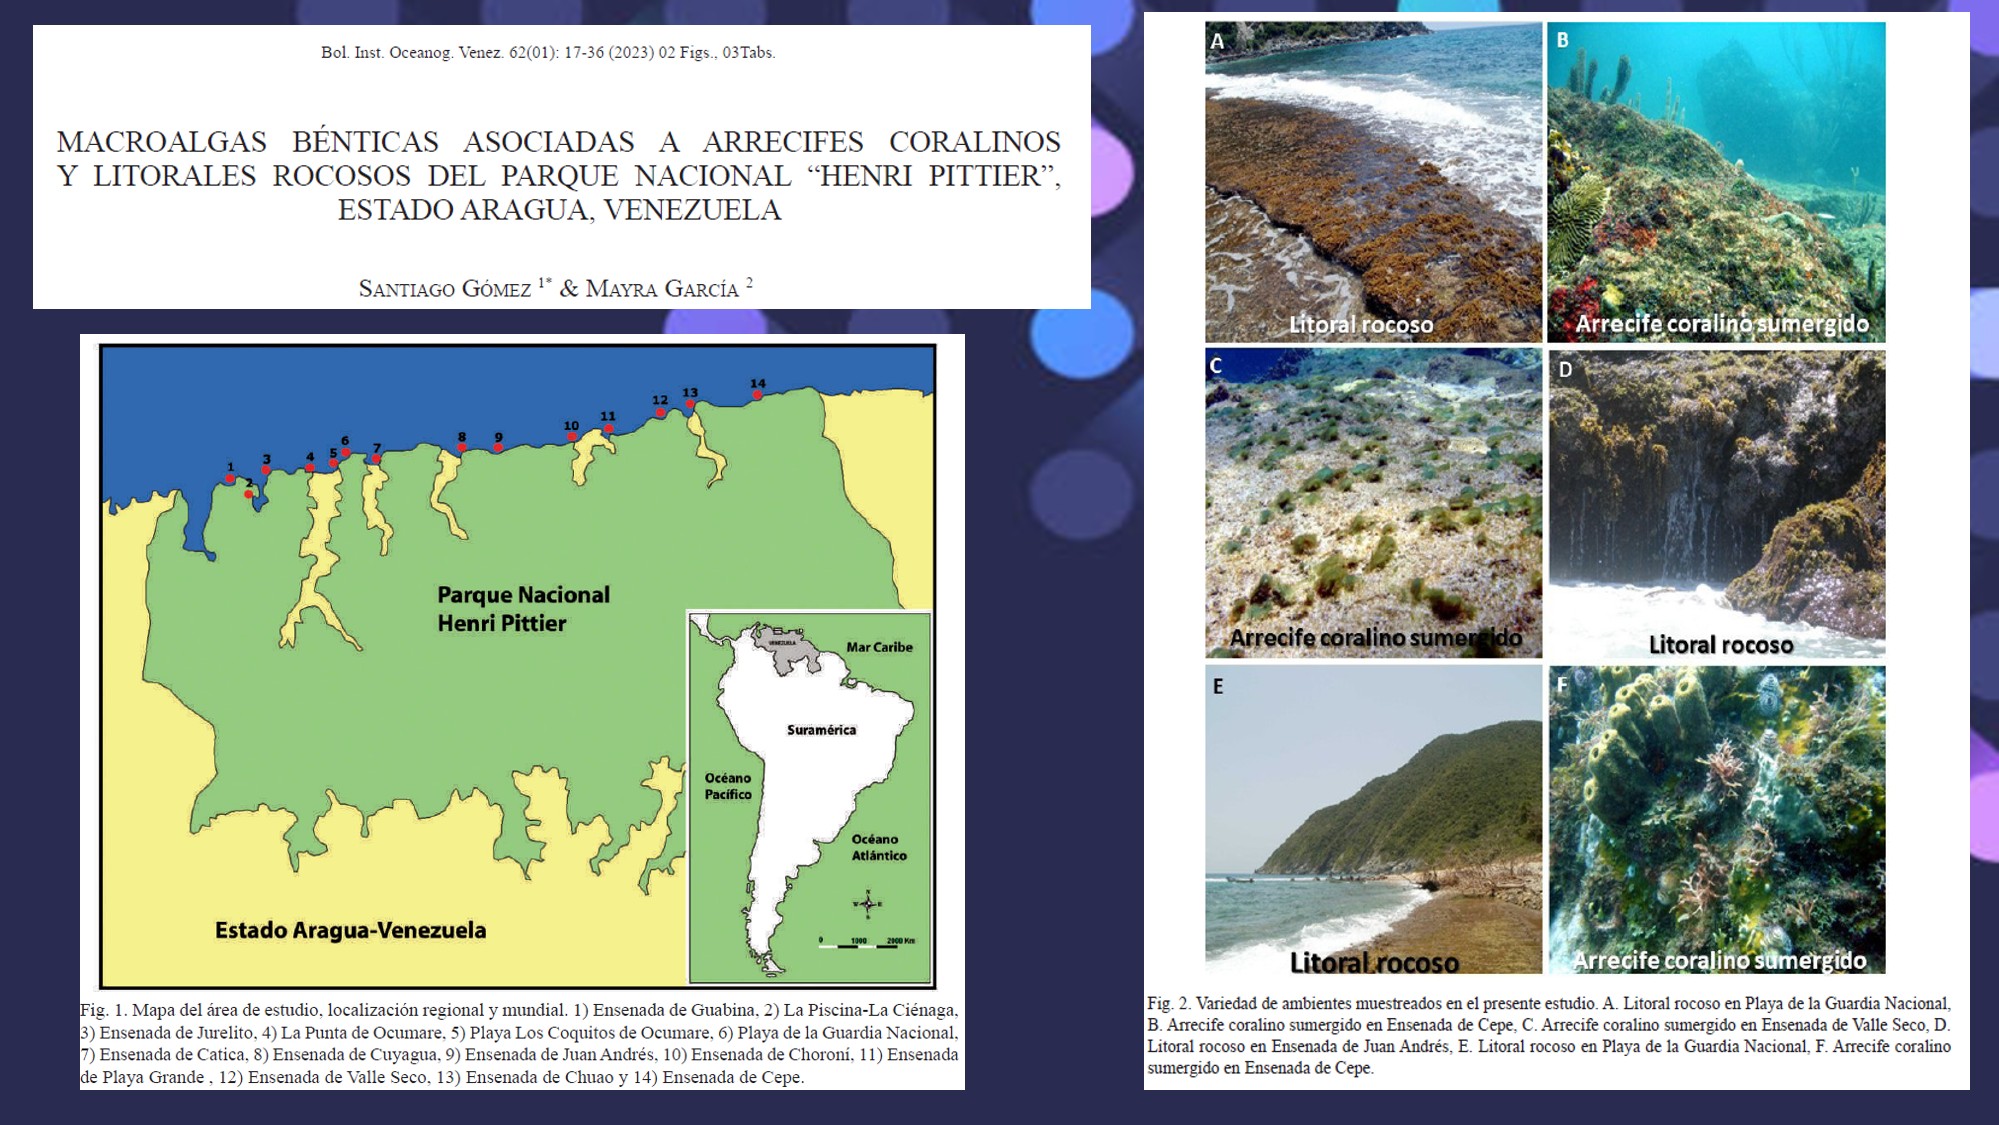 Bol. Inst. Oceanog. Venez. 62(01): 17-36 (2023) 02 Figs., 03Tabs.
MACROALGAS BÉNTICAS ASOCIADAS A ARRECIFES CORALINOS
Y LITORALES ROCOSOS DEL PARQUE NACIONAL “HENRI PITTIER”,
ESTADO ARAGUA, VENEZUELA
SANTIAGO GÓMEZ 1* & MAYRA GARCÍA 2
1
2
3
4
5
6
7
8
9
10
11
12
13
14
Parque Nacional
Henri Pittier
Estado Aragua-Venezuela
VENEZUELA
Mar Caribe
Suramérica
Océano
Pacífico
Océano
Atlántico
N
W E
S
0 1000 2000 Km
Fig. 1. Mapa del área de estudio, localización regional y mundial. 1) Ensenada de Guabina, 2) La Piscina-La Ciénaga,
3) Ensenada de Jurelito, 4) La Punta de Ocumare, 5) Playa Los Coquitos de Ocumare, 6) Playa de la Guardia Nacional,
7) Ensenada de Catica, 8) Ensenada de Cuyagua, 9) Ensenada de Juan Andrés, 10) Ensenada de Choroní, 11) Ensenada
de Playa Grande , 12) Ensenada de Valle Seco, 13) Ensenada de Chuao y 14) Ensenada de Cepe.
A
Litoral rocoso
B
Arrecife coralino sumergido
C
Arrecife coralino sumergido
D
Litoral rocoso
E
Litoral rocoso
F
Arrecife coralino sumergido
Fig. 2. Variedad de ambientes muestreados en el presente estudio. A. Litoral rocoso en Playa de la Guardia Nacional,
B. Arrecife coralino sumergido en Ensenada de Cepe, C. Arrecife coralino sumergido en Ensenada de Valle Seco, D.
Litoral rocoso en Ensenada de Juan Andrés, E. Litoral rocoso en Playa de la Guardia Nacional, F. Arrecife coralino
sumergido en Ensenada de Cepe.